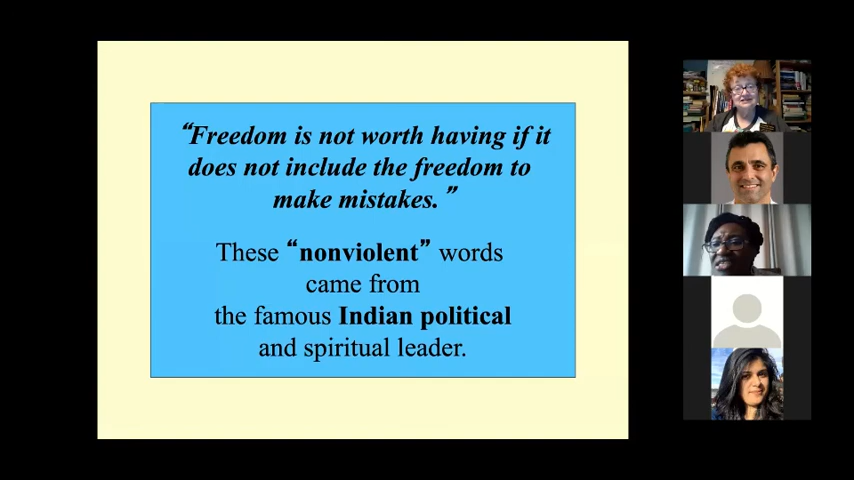 “Freedom is not worth having if it
does not include the freedom to
make mistakes.”
These “nonviolent” words
came from
the famous Indian political
and spiritual leader.